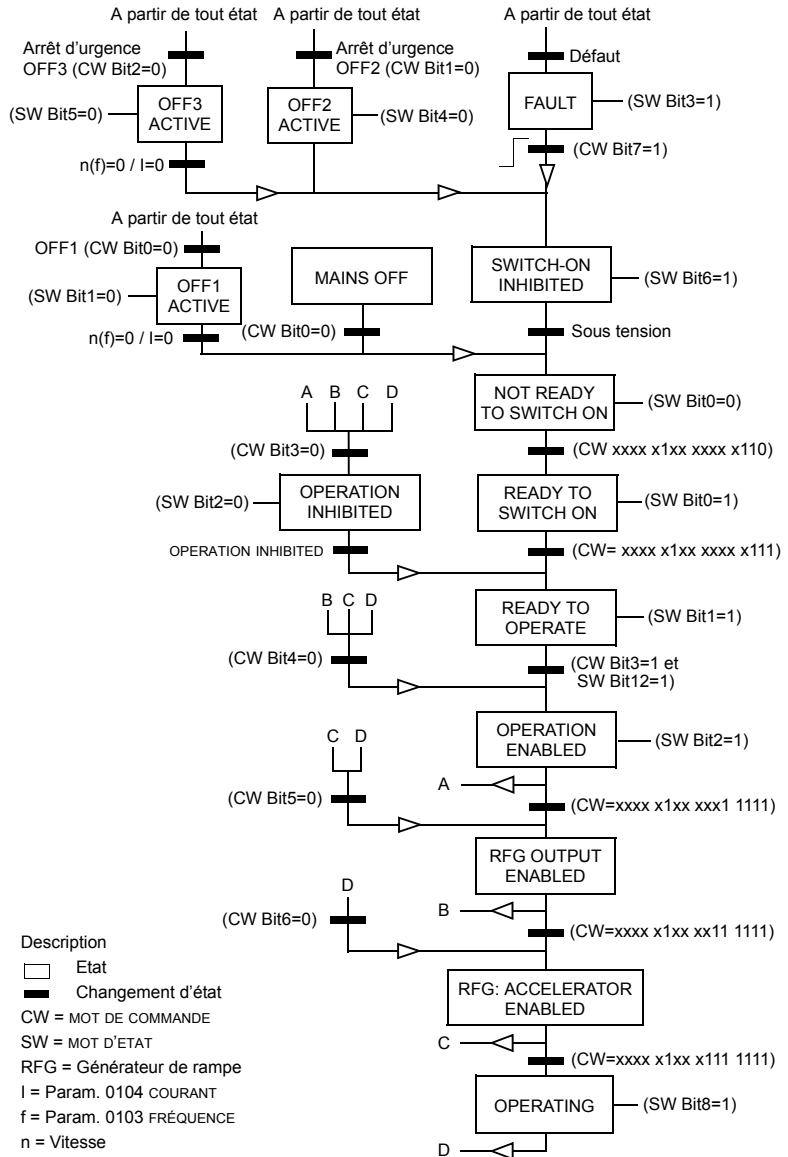 A partir de tout état
A partir de tout état
A partir de tout état
Arrêt d'urgence
OFF3 (CW Bit2=0)
Arrêt d'urgence
OFF2 (CW Bit1=0)
Défaut
(SW Bit5=0)
OFF3
ACTIVE
OFF2
ACTIVE
(SW Bit4=0)
FAULT
(SW Bit3=1)
n(f)=0 / I=0
(CW Bit7=1)
A partir de tout état
OFF1 (CW Bit0=0)
(SW Bit1=0)
OFF1
ACTIVE
MAINS OFF
SWITCH-ON
INHIBITED
(SW Bit6=1)
n(f)=0 / I=0
(CW Bit0=0)
Sous tension
NOT READY
TO SWITCH ON
(SW Bit0=0)
A B C D
(CW Bit3=0)
(CW xxxx x1xx xxxx x110)
(SW Bit2=0)
OPERATION
INHIBITED
READY TO
SWITCH ON
(SW Bit0=1)
OPERATION INHIBITED
(CW= xxxx x1xx xxxx x111)
READY TO
OPERATE
(SW Bit1=1)
B C D
(CW Bit4=0)
(CW Bit3=1 et
SW Bit12=1)
OPERATION
ENABLED
(SW Bit2=1)
C D
A
(CW Bit5=0)
(CW=xxxx x1xx xxx1 1111)
RFG OUTPUT
ENABLED
D
B
(CW Bit6=0)
(CW=xxxx x1xx xx11 1111)
RFG: ACCELERATOR
ENABLED
C
(CW=xxxx x1xx x111 1111)
OPERATING
(SW Bit8=1)
D
Description
Etat
Changement d'état
CW = MOT DE COMMANDE
SW = MOT D'ETAT
RFG = Générateur de rampe
I = Param. 0104 COURANT
f = Param. 0103 FRÉQUENCE
n = Vitesse